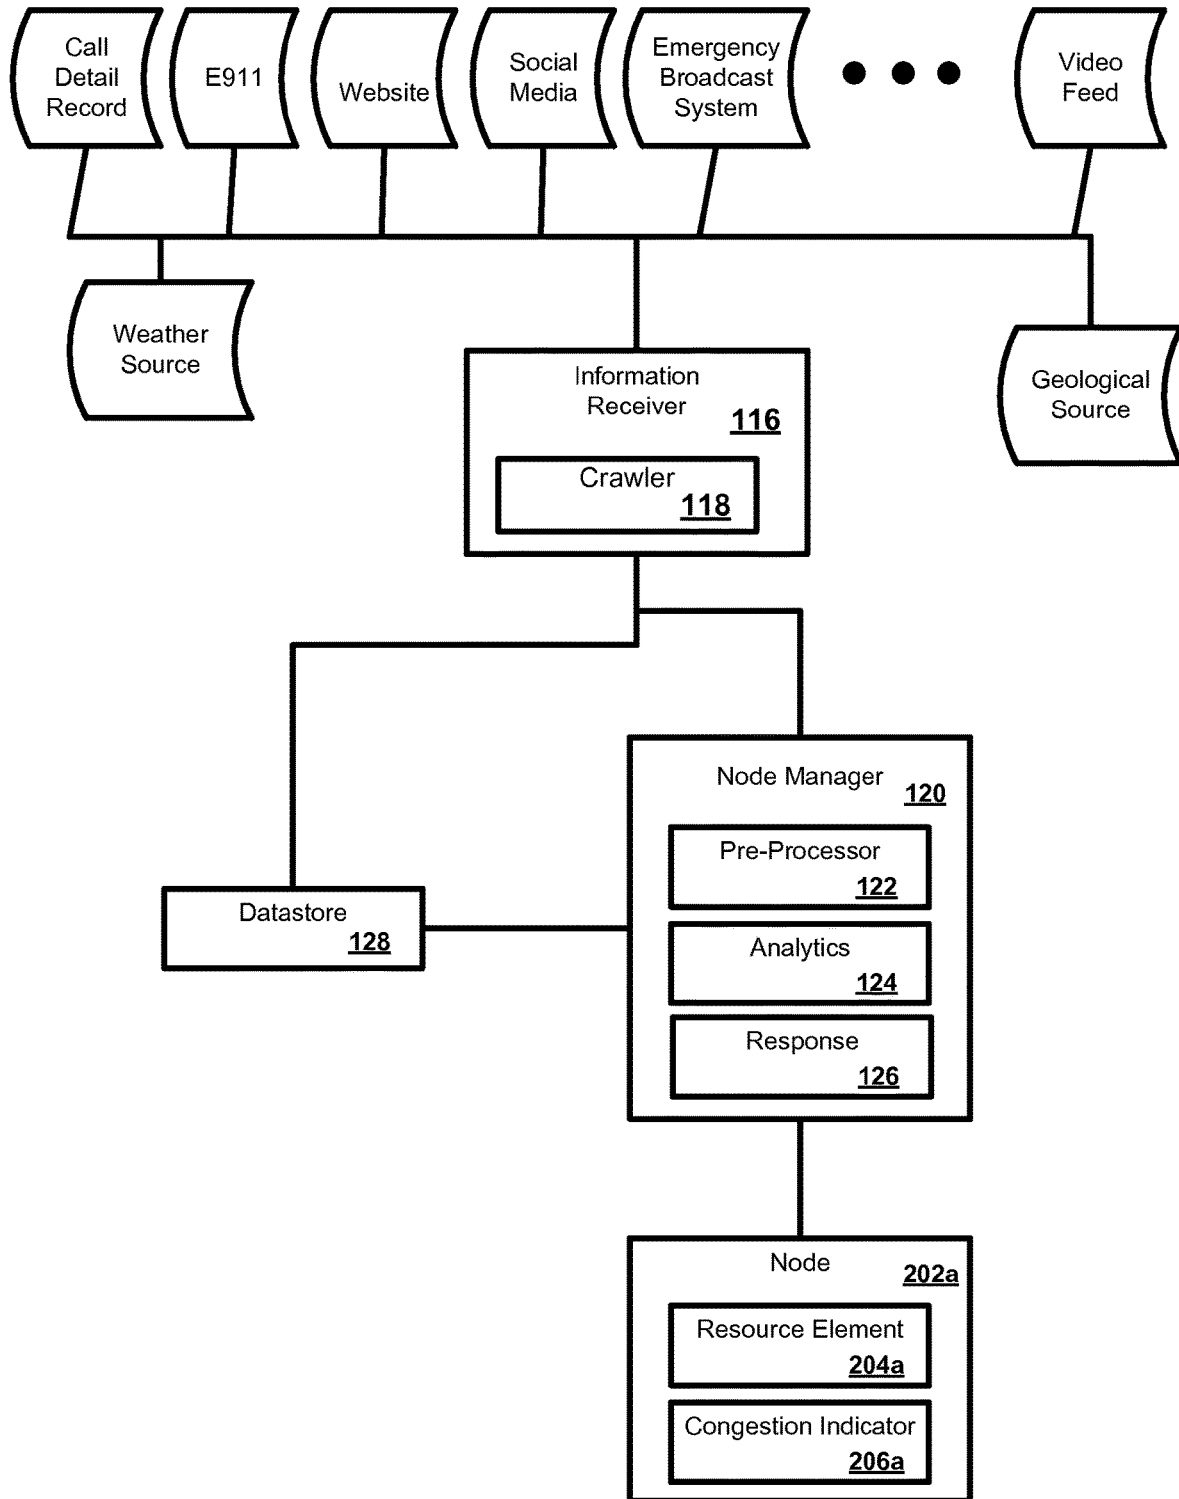 Call
Detail
Record
E911
Website
Social
Media
Emergency
Broadcast
System
Video
Feed
Weather
Source
Geological
Source
Information
Receiver
116
Crawler
118
Node Manager
120
Pre-Processor
122
Analytics
124
Response
126
Datastore
128
Node
202a
Resource Element
204a
Congestion Indicator
206a